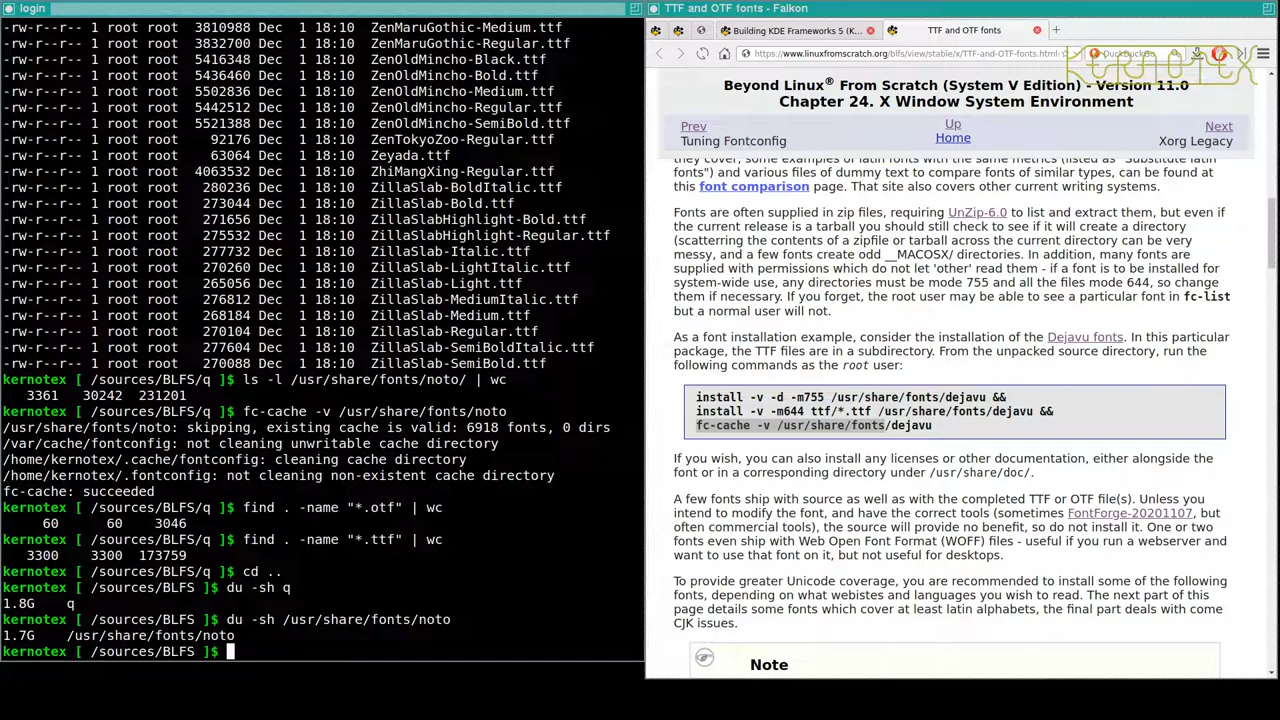 login
-rw-r--r-- 1 root root  3810988 Dec  1 18:10 ZenMaruGothic-Medium.ttf
-rw-r--r-- 1 root root  3832700 Dec  1 18:10 ZenMaruGothic-Regular.ttf
-rw-r--r-- 1 root root  5416348 Dec  1 18:10 ZenOldMincho-Black.ttf
-rw-r--r-- 1 root root  5436460 Dec  1 18:10 ZenOldMincho-Bold.ttf
-rw-r--r-- 1 root root  5502836 Dec  1 18:10 ZenOldMincho-Medium.ttf
-rw-r--r-- 1 root root  5442512 Dec  1 18:10 ZenOldMincho-Regular.ttf
-rw-r--r-- 1 root root  5521388 Dec  1 18:10 ZenOldMincho-SemiBold.ttf
-rw-r--r-- 1 root root    92176 Dec  1 18:10 ZenTokyoZoo-Regular.ttf
-rw-r--r-- 1 root root    63064 Dec  1 18:10 Zeyada.ttf
-rw-r--r-- 1 root root  4063532 Dec  1 18:10 ZhiMangXing-Regular.ttf
-rw-r--r-- 1 root root   280236 Dec  1 18:10 ZillaSlab-BoldItalic.ttf
-rw-r--r-- 1 root root   273044 Dec  1 18:10 ZillaSlab-Bold.ttf
-rw-r--r-- 1 root root   271656 Dec  1 18:10 ZillaSlabHighlight-Bold.ttf
-rw-r--r-- 1 root root   275532 Dec  1 18:10 ZillaSlabHighlight-Regular.ttf
-rw-r--r-- 1 root root   277732 Dec  1 18:10 ZillaSlab-Italic.ttf
-rw-r--r-- 1 root root   270260 Dec  1 18:10 ZillaSlab-LightItalic.ttf
-rw-r--r-- 1 root root   265056 Dec  1 18:10 ZillaSlab-Light.ttf
-rw-r--r-- 1 root root   276812 Dec  1 18:10 ZillaSlab-MediumItalic.ttf
-rw-r--r-- 1 root root   268184 Dec  1 18:10 ZillaSlab-Medium.ttf
-rw-r--r-- 1 root root   270104 Dec  1 18:10 ZillaSlab-Regular.ttf
-rw-r--r-- 1 root root   277604 Dec  1 18:10 ZillaSlab-SemiBoldItalic.ttf
-rw-r--r-- 1 root root   270088 Dec  1 18:10 ZillaSlab-SemiBold.ttf
kernotex [ /sources/BLFS/q ]$ ls -l /usr/share/fonts/noto/ | wc
   3361   30242  231201
kernotex [ /sources/BLFS/q ]$ fc-cache -v /usr/share/fonts/noto
/usr/share/fonts/noto: skipping, existing cache is valid: 6918 fonts, 0 dirs
/var/cache/fontconfig: not cleaning unwritable cache directory
/home/kernotex/.cache/fontconfig: cleaning cache directory
/home/kernotex/.fontconfig: not cleaning non-existent cache directory
fc-cache: succeeded
kernotex [ /sources/BLFS/q ]$ find . -name "*.otf" | wc
     60      60    3046
kernotex [ /sources/BLFS/q ]$ find . -name "*.ttf" | wc
   3300    3300  173759
kernotex [ /sources/BLFS/q ]$ cd ..
kernotex [ /sources/BLFS ]$ du -sh q
1.8G    q
kernotex [ /sources/BLFS ]$ du -sh /usr/share/fonts/noto
1.7G    /usr/share/fonts/noto
kernotex [ /sources/BLFS ]$
TTF and OTF fonts - Falkon
Building KDE Frameworks 5 (K...
TTF and OTF fonts
https://www.linuxfromscratch.org/blfs/view/stable/x/TTF-and-OTF-fonts.html
DuckDuckGo
KERNOTEX
Beyond Linux® From Scratch (System V Edition) - Version 11.0
Chapter 24. X Window System Environment
Prev Up Next
Tuning Fontconfig Home Xorg Legacy
they cover, some examples of latin fonts with the same metrics (listed as "Substitute latin
fonts") and various files of dummy text to compare fonts of similar types, can be found at
this font comparison page. That site also covers other current writing systems.
Fonts are often supplied in zip files, requiring UnZip-6.0 to list and extract them, but even if
the current release is a tarball you should still check to see if it will create a directory
(scatterring the contents of a zipfile or tarball across the current directory can be very
messy, and a few fonts create odd __MACOSX/ directories. In addition, many fonts are
supplied with permissions which do not let 'other' read them - if a font is to be installed for
system-wide use, any directories must be mode 755 and all the files mode 644, so change
them if necessary. If you forget, the root user may be able to see a particular font in fc-list
but a normal user will not.
As a font installation example, consider the installation of the Dejavu fonts. In this particular
package, the TTF files are in a subdirectory. From the unpacked source directory, run the
following commands as the root user:
install -v -d -m755 /usr/share/fonts/dejavu &&
install -v -m644 ttf/*.ttf /usr/share/fonts/dejavu &&
fc-cache -v /usr/share/fonts/dejavu
If you wish, you can also install any licenses or other documentation, either alongside the
font or in a corresponding directory under /usr/share/doc/.
A few fonts ship with source as well as with the completed TTF or OTF file(s). Unless you
intend to modify the font, and have the correct tools (sometimes FontForge-20201107, but
often commercial tools), the source will provide no benefit, so do not install it. One or two
fonts even ship with Web Open Font Format (WOFF) files - useful if you run a webserver and
want to use that font on it, but not useful for desktops.
To provide greater Unicode coverage, you are recommended to install some of the following
fonts, depending on what webistes and languages you wish to read. The next part of this
page details some fonts which cover at least latin alphabets, the final part deals with come
CJK issues.
Note